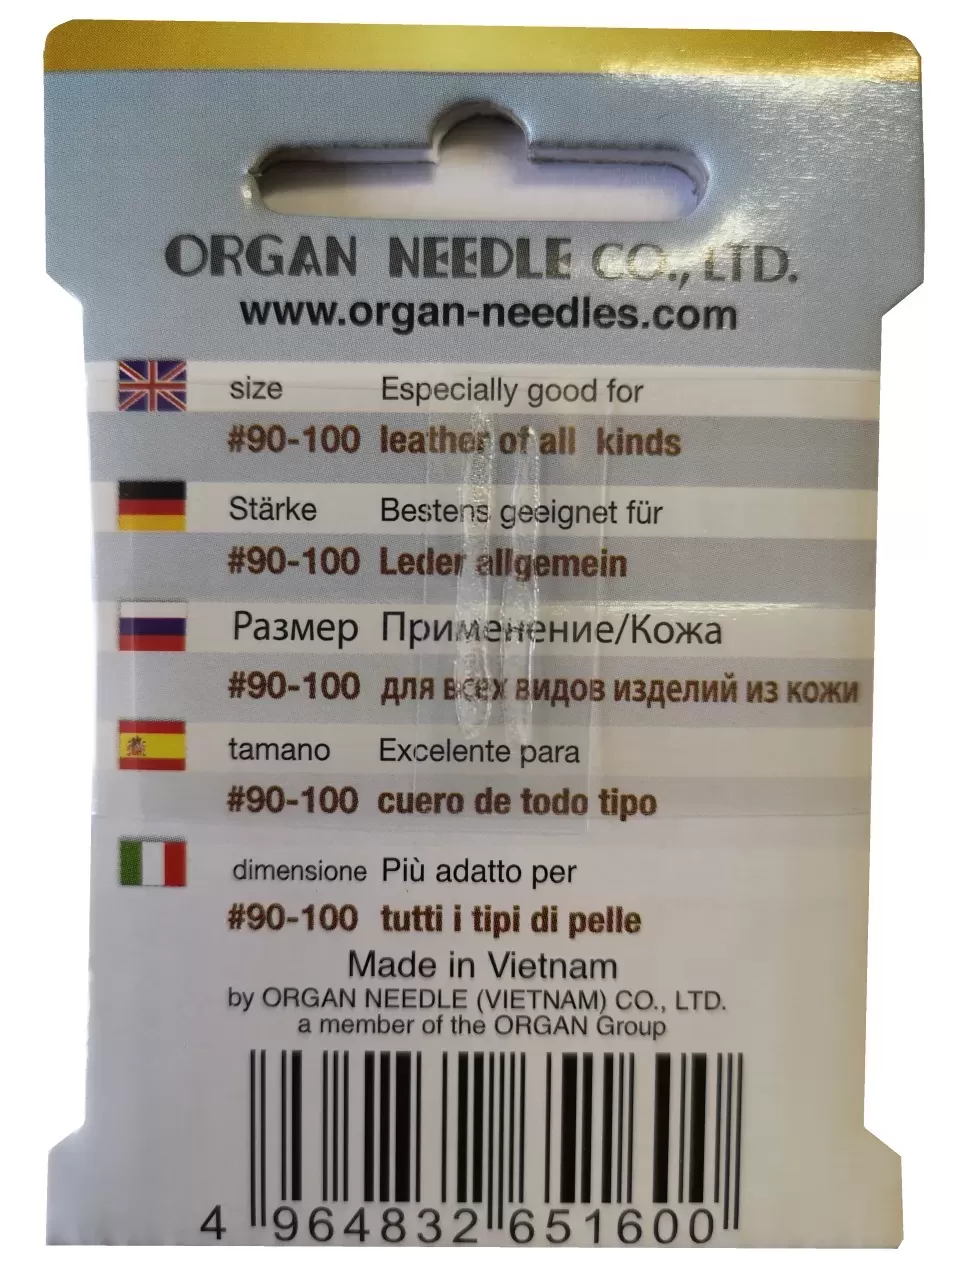 ORGAN NEEDLE CO., LTD.
www.organ-needles.com
size Especially good for
#90-100 leather of all kinds
Stärke Bestens geeignet für
#90-100 Leder allgemein
Размер Применение/Кожа
#90-100 для всех видов изделий из кожи
tamano Excelente para
#90-100 cuero de todo tipo
dimensione Più adatto per
#90-100 tutti i tipi di pelle
Made in Vietnam
by ORGAN NEEDLE (VIETNAM) CO., LTD.
a member of the ORGAN Group
4 964832 651600